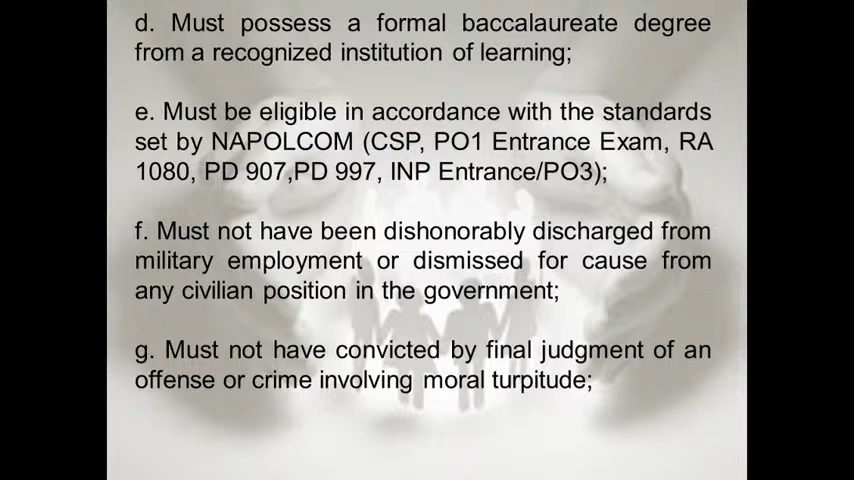 d. Must possess a formal baccalaureate degree
from a recognized institution of learning;
e. Must be eligible in accordance with the standards
set by NAPOLCOM (CSP, PO1 Entrance Exam, RA
1080, PD 907,PD 997, INP Entrance/PO3);
f. Must not have been dishonorably discharged from
military employment or dismissed for cause from
any civilian position in the government;
g. Must not have convicted by final judgment of an
offense or crime involving moral turpitude;